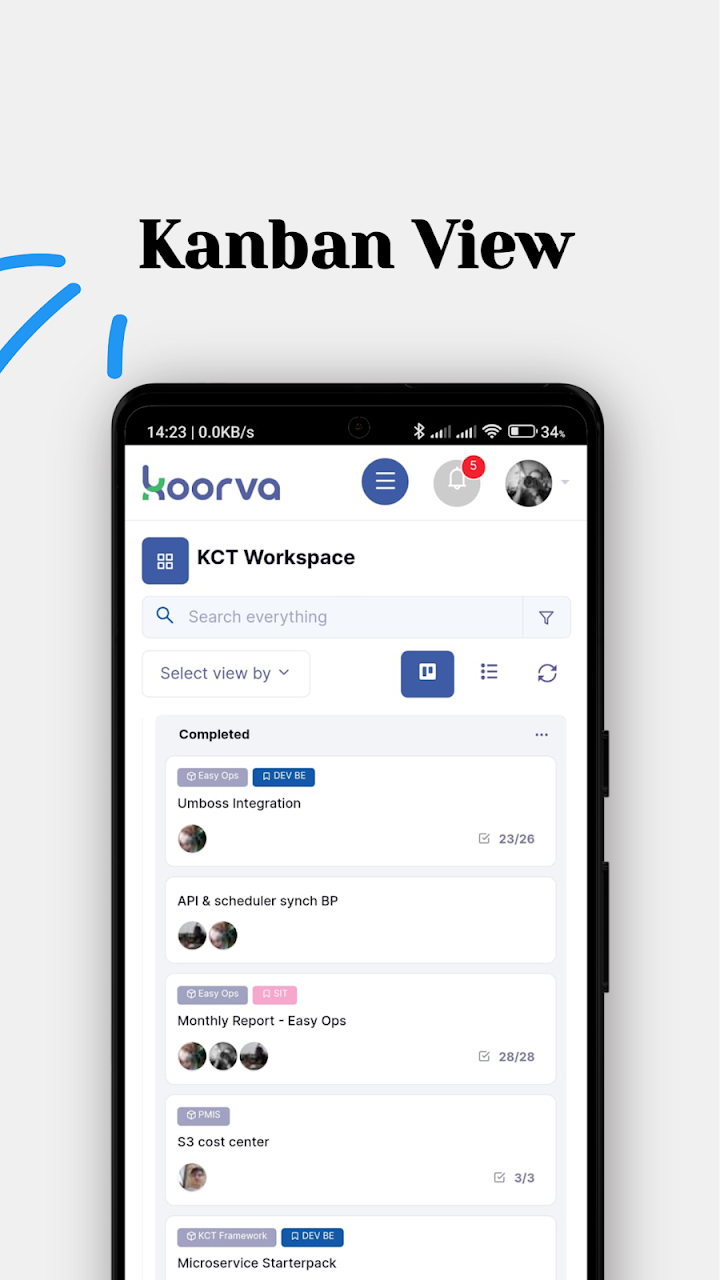 Kanban View
14:23 | 0.0KB/s 34%
koorva 5
KCT Workspace
Search everything
Select view by
Completed
Easy Ops DEV BE
Umboss Integration
23/26
API & scheduler synch BP
Easy Ops SIT
Monthly Report - Easy Ops
28/28
PMIS
S3 cost center
3/3
KCT Framework DEV BE
Microservice Starterpack